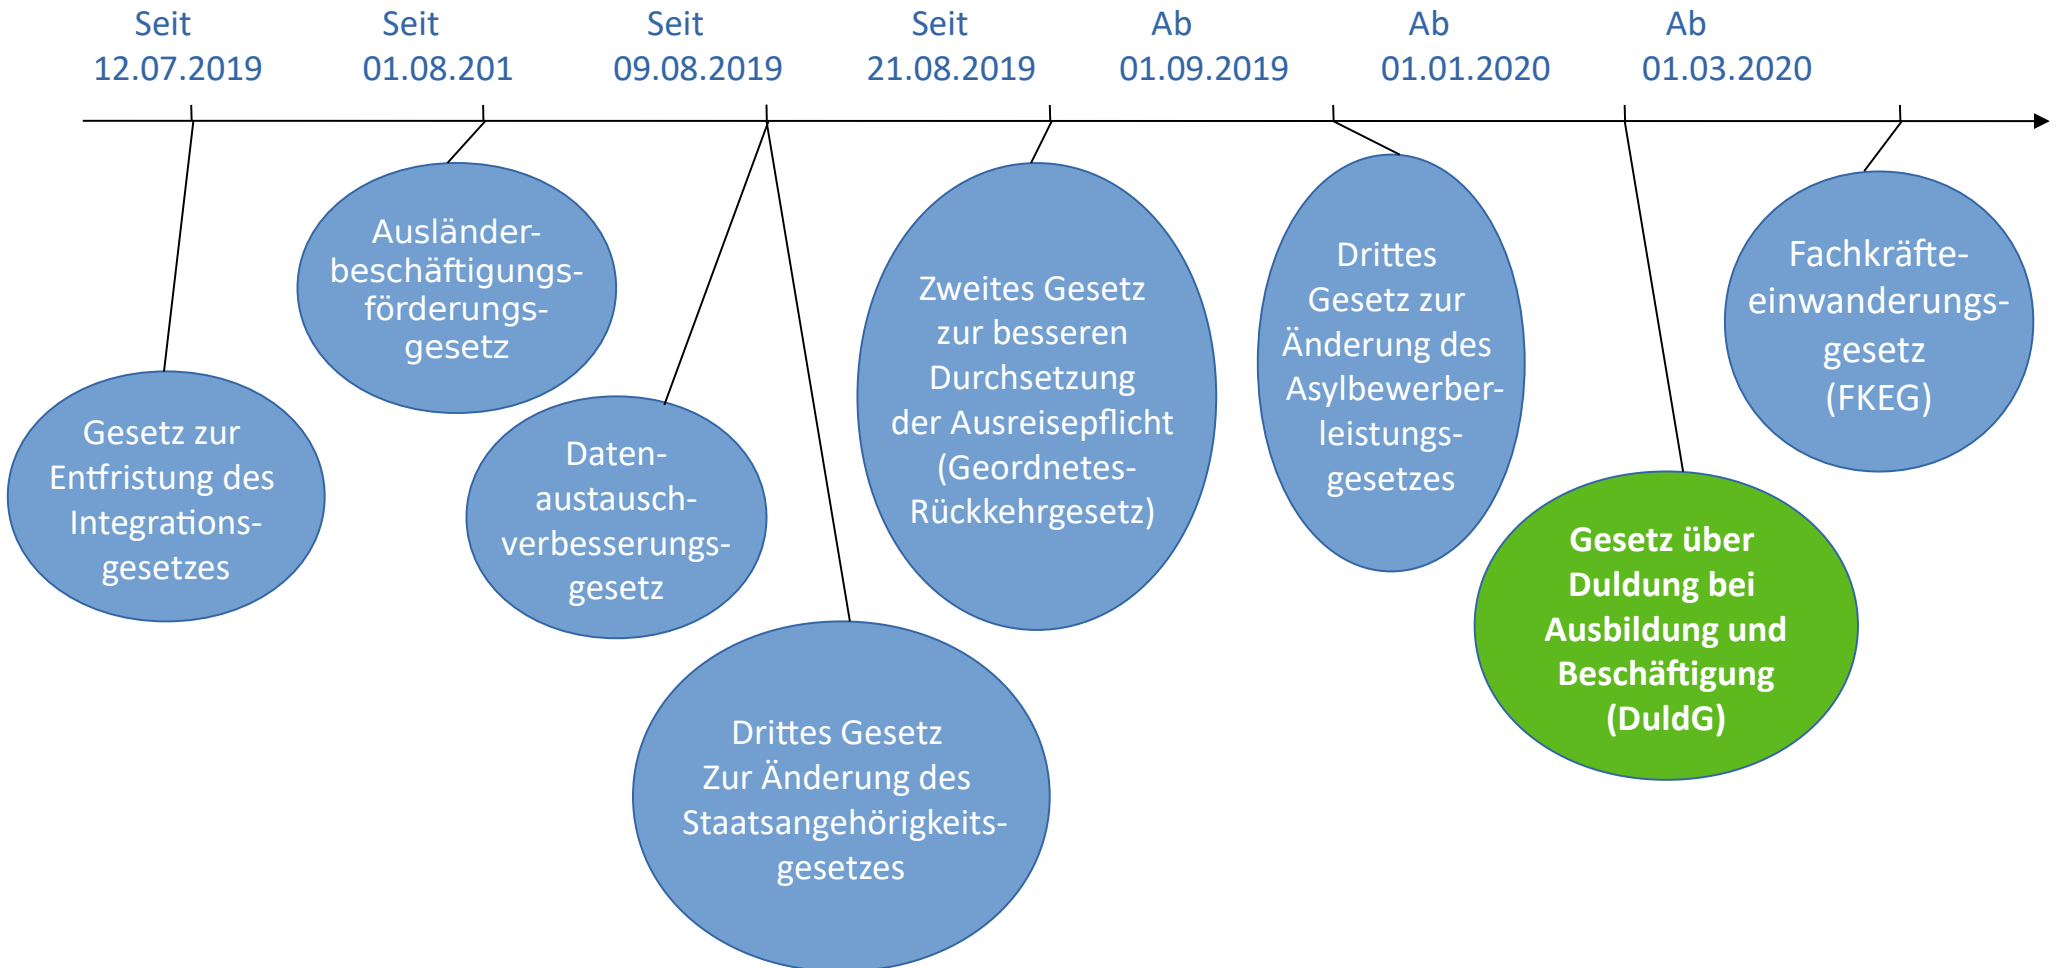 Seit
12.07.2019
Seit
01.08.201
Seit
09.08.2019
Seit
21.08.2019
Ab
01.09.2019
Ab
01.01.2020
Ab
01.03.2020
Gesetz zur
Entfristung des
Integrations-
gesetzes
Ausländer-
beschäftigungs-
förderungs-
gesetz
Daten-
austausch-
verbesserungs-
gesetz
Drittes Gesetz
Zur Änderung des
Staatsangehörigkeits-
gesetzes
Zweites Gesetz
zur besseren
Durchsetzung
der Ausreisepflicht
(Geordnetes-
Rückkehrgesetz)
Drittes
Gesetz zur
Änderung des
Asylbewerber-
leistungs-
gesetzes
Gesetz über
Duldung bei
Ausbildung und
Beschäftigung
(DuldG)
Fachkräfte-
einwanderungs-
gesetz
(FKEG)